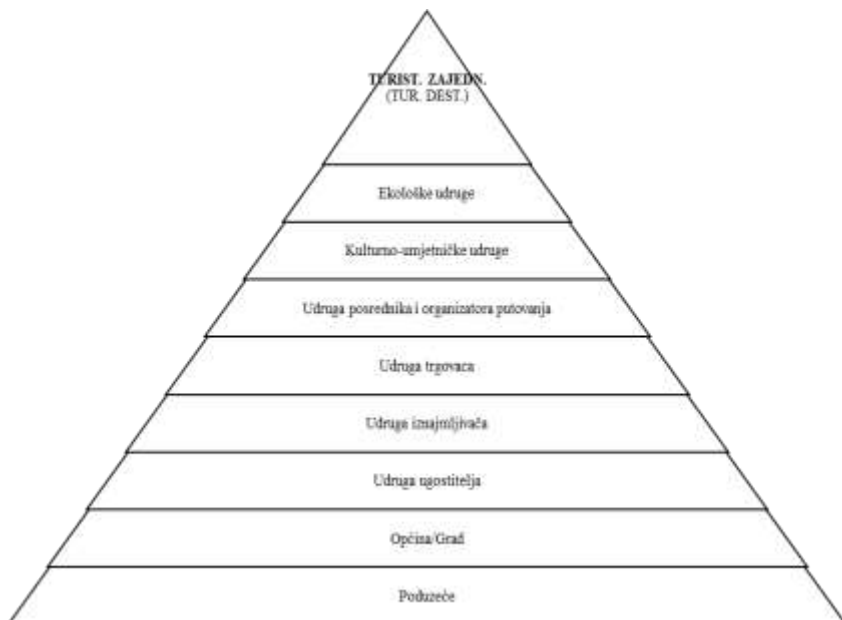 TURIST. ZAJEDN.
(TUR. DEST.)
Ekološke udruge
Kulturno-umjetničke udruge
Udruga posrednika i organizatora putovanja
Udruga trgovaca
Udruga iznajmljivača
Udruga ugostitelja
Općina/Grad
Poduzeće